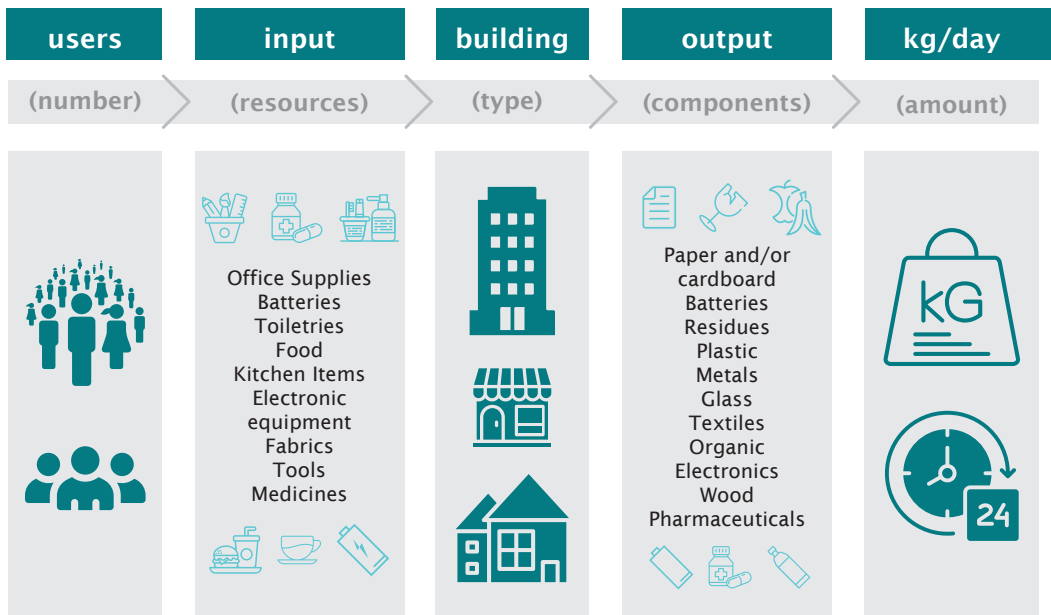 users
input
building
output
kg/day
(number)
(resources)
(type)
(components)
(amount)
Office Supplies
Batteries
Toiletries
Food
Kitchen Items
Electronic
equipment
Fabrics
Tools
Medicines
Paper and/or
cardboard
Batteries
Residues
Plastic
Metals
Glass
Textiles
Organic
Electronics
Wood
Pharmaceuticals
kG
24